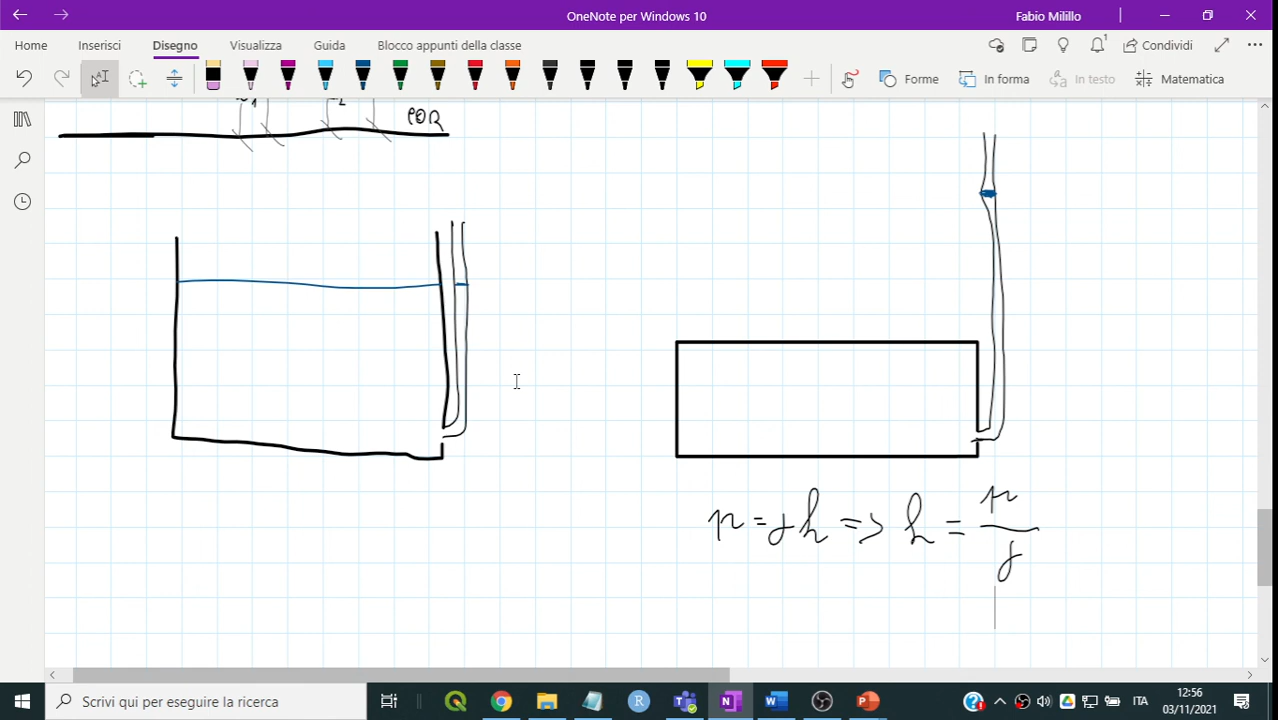 OneNote per Windows 10
Fabio Milillo
Home Inserisci Disegno Visualizza Guida Blocco appunti della classe
Condividi
Forme In forma In testo Matematica
p = γh => h = p/γ
Scrivi qui per eseguire la ricerca
R N W P
ITA
12:56
03/11/2021